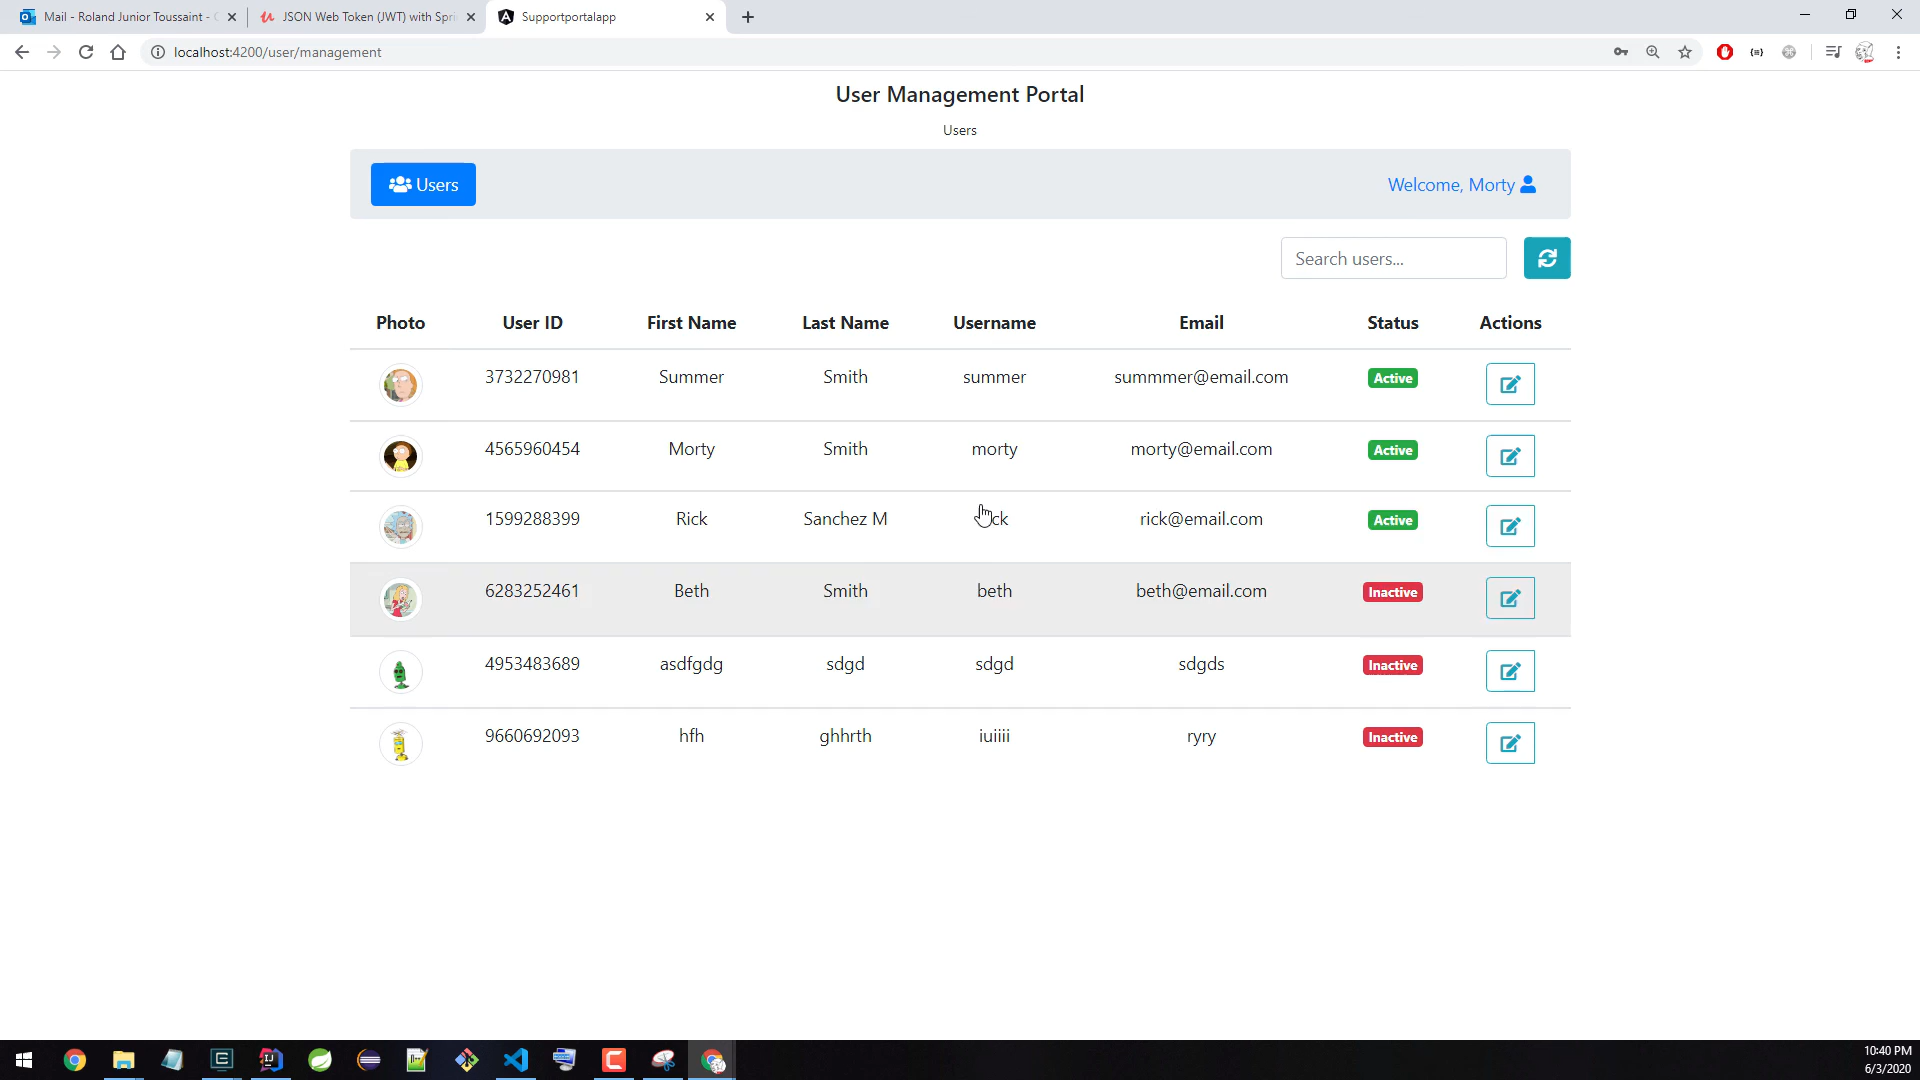 Mail - Roland Junior Toussaint -
JSON Web Token (JWT) with Spri
Supportportalapp
localhost:4200/user/management
User Management Portal
Users
Users
Welcome, Morty
Search users...
Photo User ID First Name Last Name Username Email Status Actions
3732270981 Summer Smith summer summmer@email.com Active
4565960454 Morty Smith morty morty@email.com Active
1599288399 Rick Sanchez M rick@email.com Active
6283252461 Beth Smith beth beth@email.com Inactive
4953483689 asdfgdg sdgd sdgd sdgds Inactive
9660692093 hfh ghhrth iuiiii ryry Inactive
10:40 PM
6/3/2020